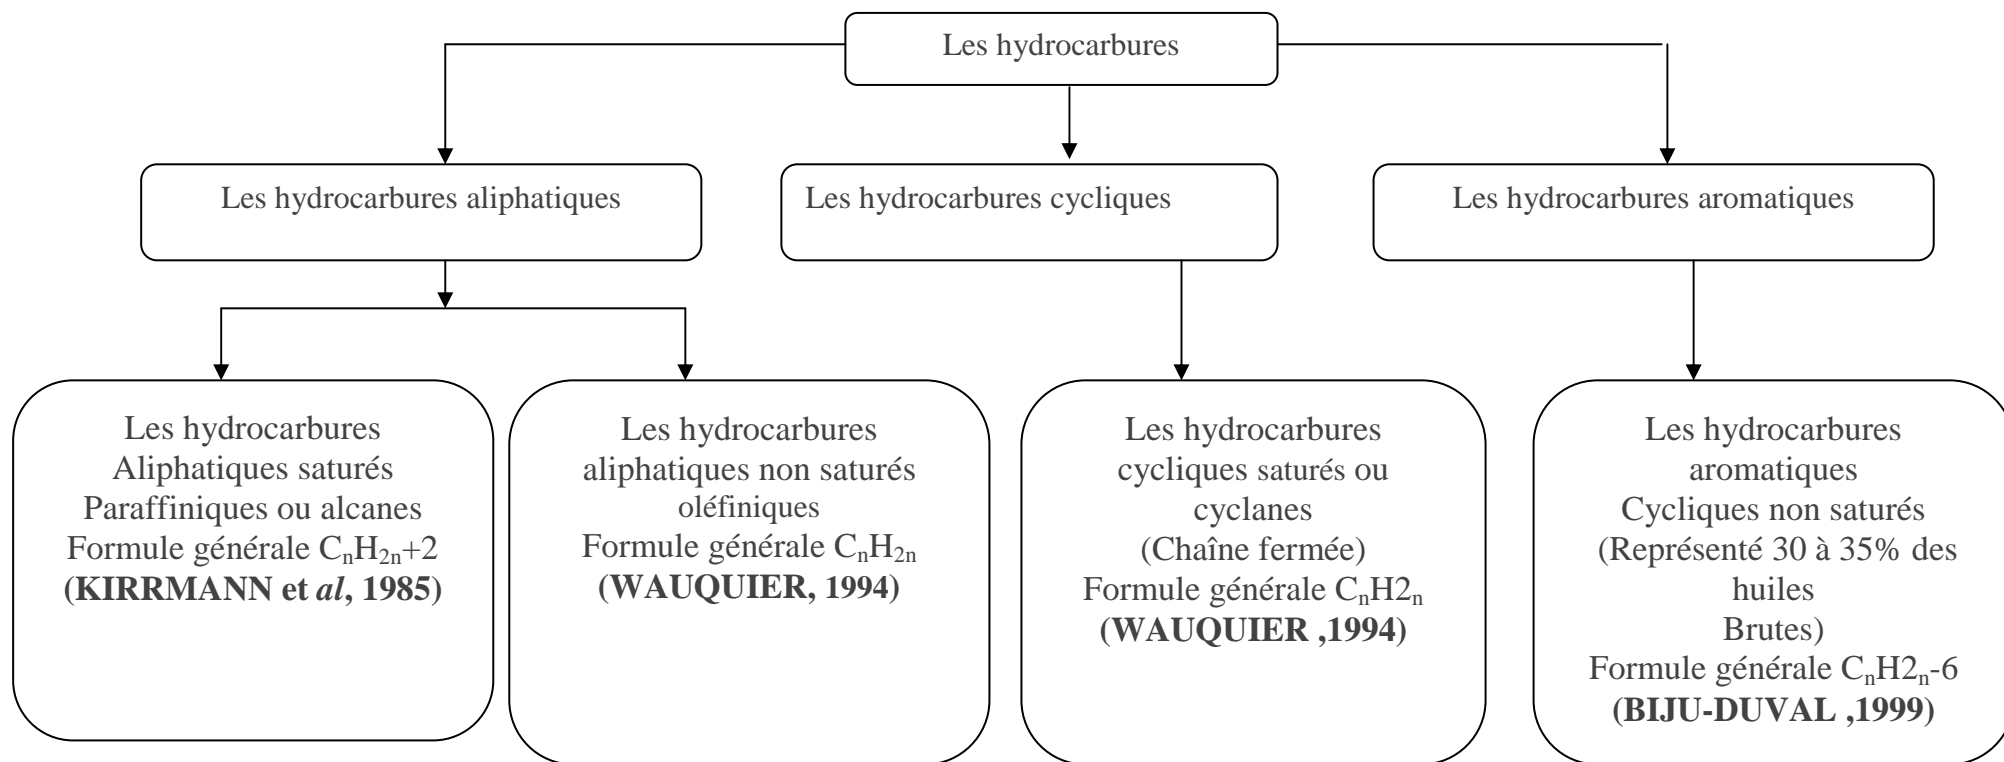 Les hydrocarbures
Les hydrocarbures aliphatiques
Les hydrocarbures cycliques
Les hydrocarbures aromatiques
Les hydrocarbures
Aliphatiques saturés
Paraffiniques ou alcanes
Formule générale CₙH₂ₙ+2
(KIRRMANN et al, 1985)
Les hydrocarbures
aliphatiques non saturés
oléfiniques
Formule générale CₙH₂ₙ
(WAUQUIER, 1994)
Les hydrocarbures
cycliques saturés ou
cyclanes
(Chaîne fermée)
Formule générale CₙH2ₙ
(WAUQUIER ,1994)
Les hydrocarbures
aromatiques
Cycliques non saturés
(Représenté 30 à 35% des
huiles
Brutes)
Formule générale CₙH2ₙ-6
(BIJU-DUVAL ,1999)